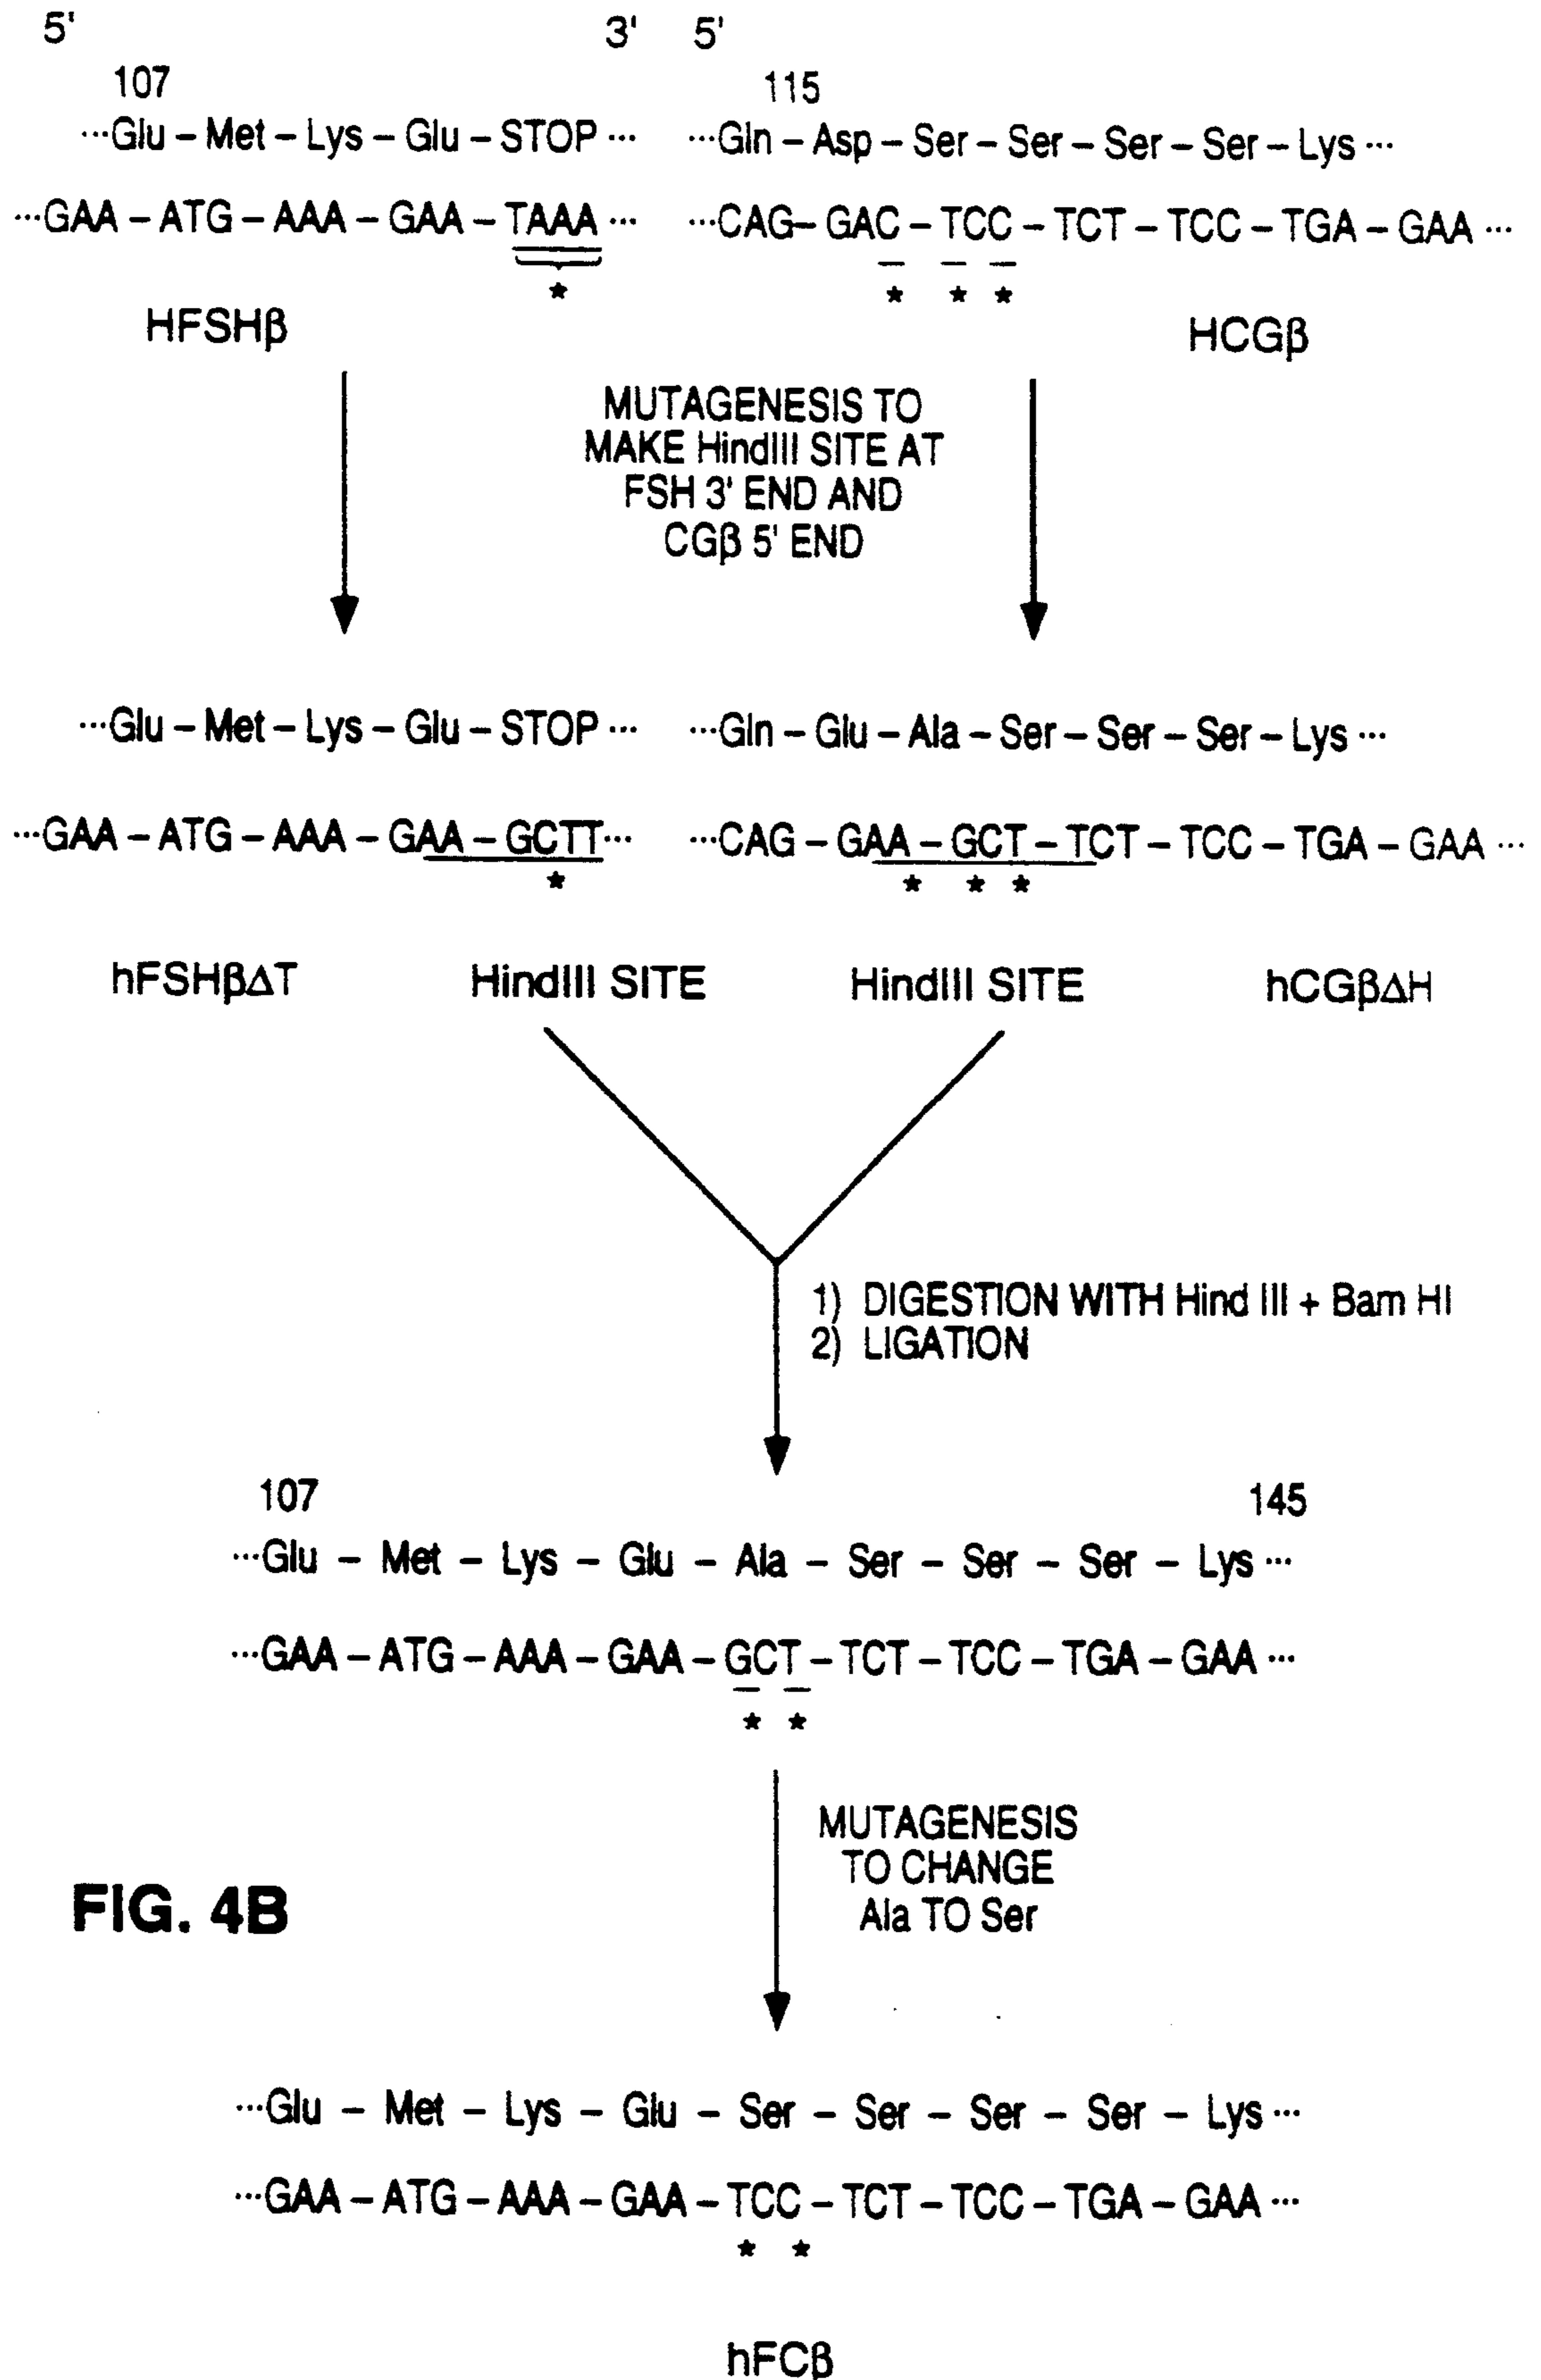 5' 3' 5'
107 115
···Glu – Met – Lys – Glu – STOP ··· ···Gln – Asp – Ser – Ser – Ser – Ser – Lys ···
···GAA – ATG – AAA – GAA – TAAA ··· ···CAG– GAC – TCC – TCT – TCC – TGA – GAA ···
* * * *
HFSHβ HCGβ
MUTAGENESIS TO
MAKE HindIII SITE AT
FSH 3' END AND
CGβ 5' END
···Glu – Met – Lys – Glu – STOP ··· ···Gln – Glu – Ala – Ser – Ser – Ser – Lys ···
···GAA – ATG – AAA – GAA – GCTT··· ···CAG – GAA – GCT – TCT – TCC – TGA – GAA ···
* * * *
hFSHβΔT HindIII SITE HindIII SITE hCGβΔH
1) DIGESTION WITH Hind III + Bam HI
2) LIGATION
107 145
···Glu – Met – Lys – Glu – Ala – Ser – Ser – Ser – Lys ···
···GAA – ATG – AAA – GAA – GCT – TCT – TCC – TGA – GAA ···
* *
MUTAGENESIS
TO CHANGE
Ala TO Ser
FIG. 4B
···Glu – Met – Lys – Glu – Ser – Ser – Ser – Ser – Lys ···
···GAA – ATG – AAA – GAA – TCC – TCT – TCC – TGA – GAA ···
* *
hFCβ